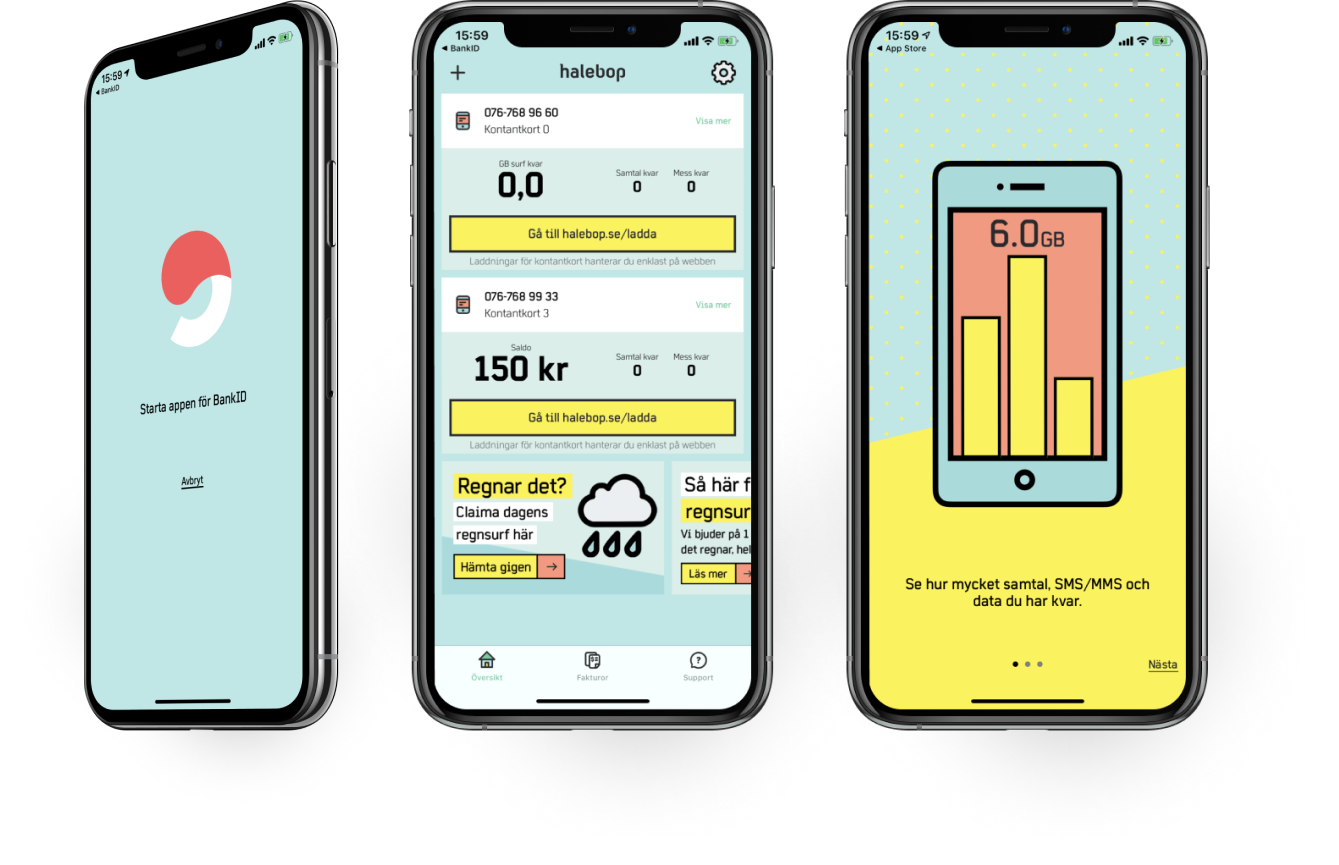 15:59
BankID
Starta appen för BankID
Avbryt
15:59
BankID
halebop
076-768 96 60
Kontantkort 0
Visa mer
GB surf kvar
0,0
Samtal kvar
0
Mess kvar
0
Gå till halebop.se/ladda
Laddningar för kontantkort hanterar du enklast på webben
076-768 99 33
Kontantkort 3
Visa mer
Saldo
150 kr
Samtal kvar
0
Mess kvar
0
Gå till halebop.se/ladda
Laddningar för kontantkort hanterar du enklast på webben
Regnar det?
Claima dagens
regnsurf här
Hämta gigen
Så här f
regnsur
Vi bjuder på 1
det regnar, hel
Läs mer
Översikt
Fakturor
Support
15:59
App Store
6.0GB
Se hur mycket samtal, SMS/MMS och
data du har kvar.
Nästa